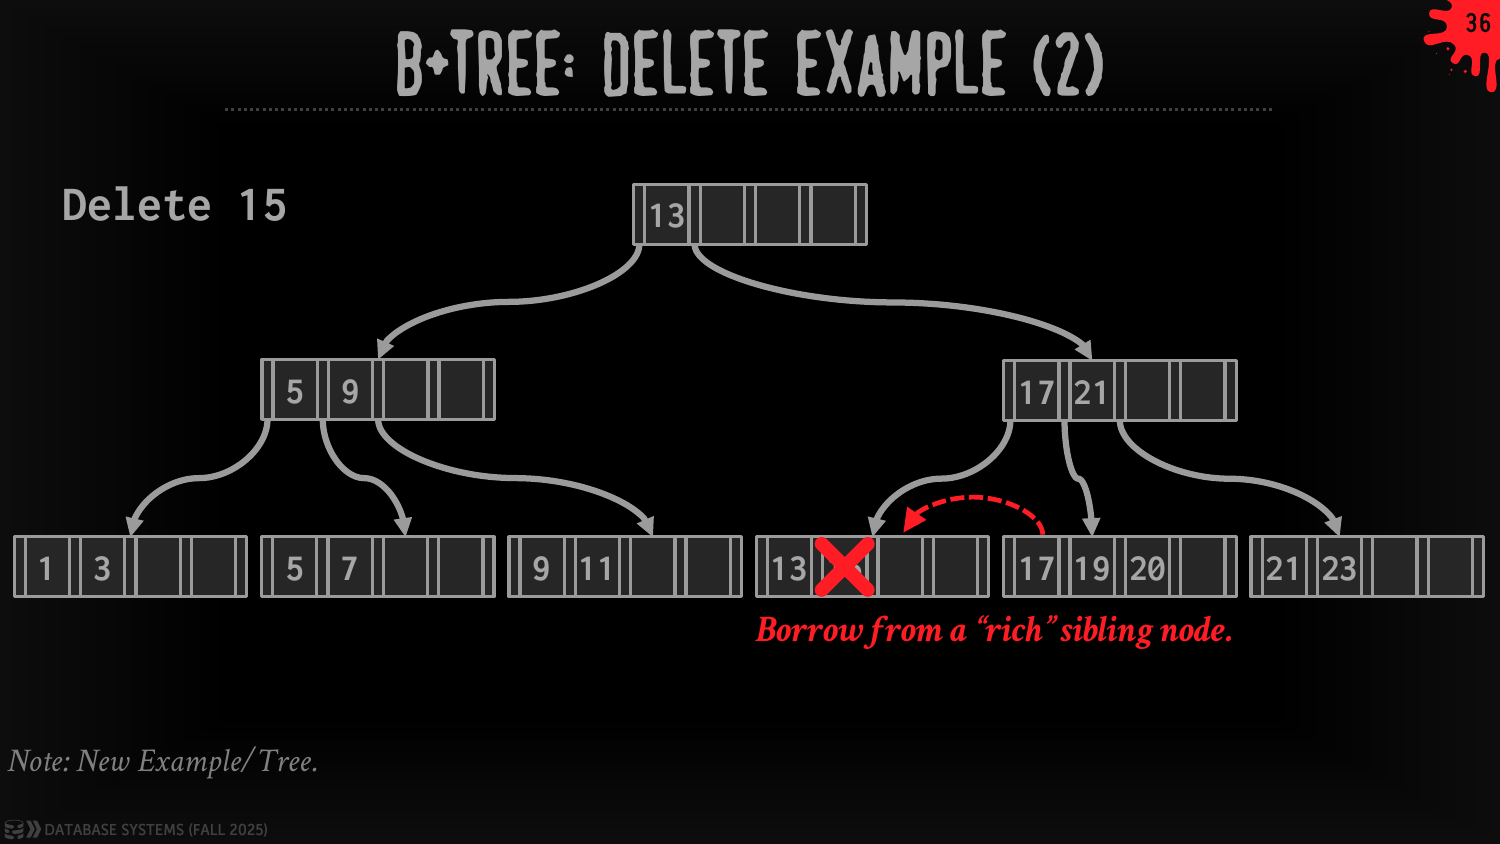 36
B+TREE: DELETE EXAMPLE (2)
Delete 15
13
5 9
17 21
1 3
5 7
9 11
13
17 19 20
21 23
Borrow from a “rich” sibling node.
Note: New Example/Tree.
DATABASE SYSTEMS (FALL 2025)